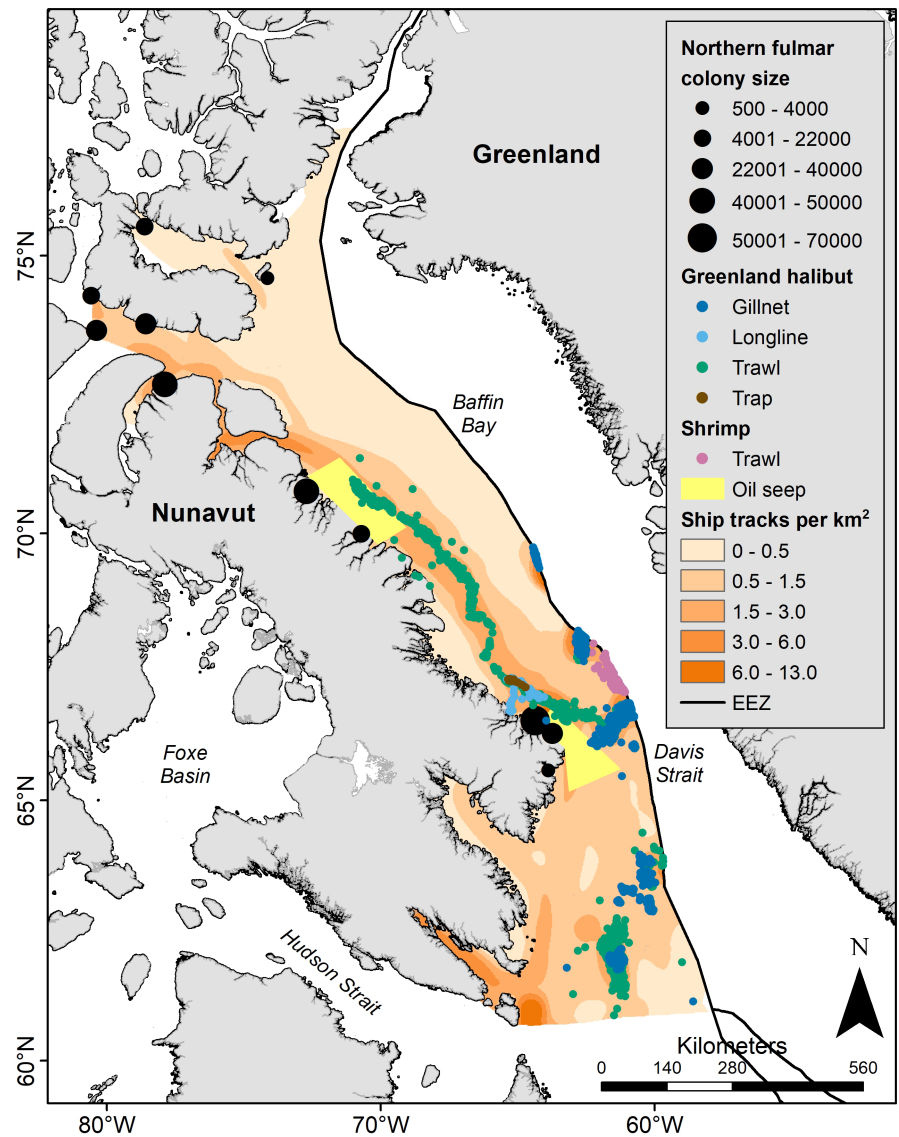 Northern fulmar
colony size
500 - 4000
4001 - 22000
22001 - 40000
40001 - 50000
50001 - 70000
Greenland halibut
Gillnet
Longline
Trawl
Trap
Shrimp
Trawl
Oil seep
Ship tracks per km²
0 - 0.5
0.5 - 1.5
1.5 - 3.0
3.0 - 6.0
6.0 - 13.0
EEZ
Greenland
Baffin
Bay
Nunavut
Foxe
Basin
Davis
Strait
Hudson Strait
N
Kilometers
0 140 280 560
75°N
70°N
65°N
60°N
80°W 70°W 60°W